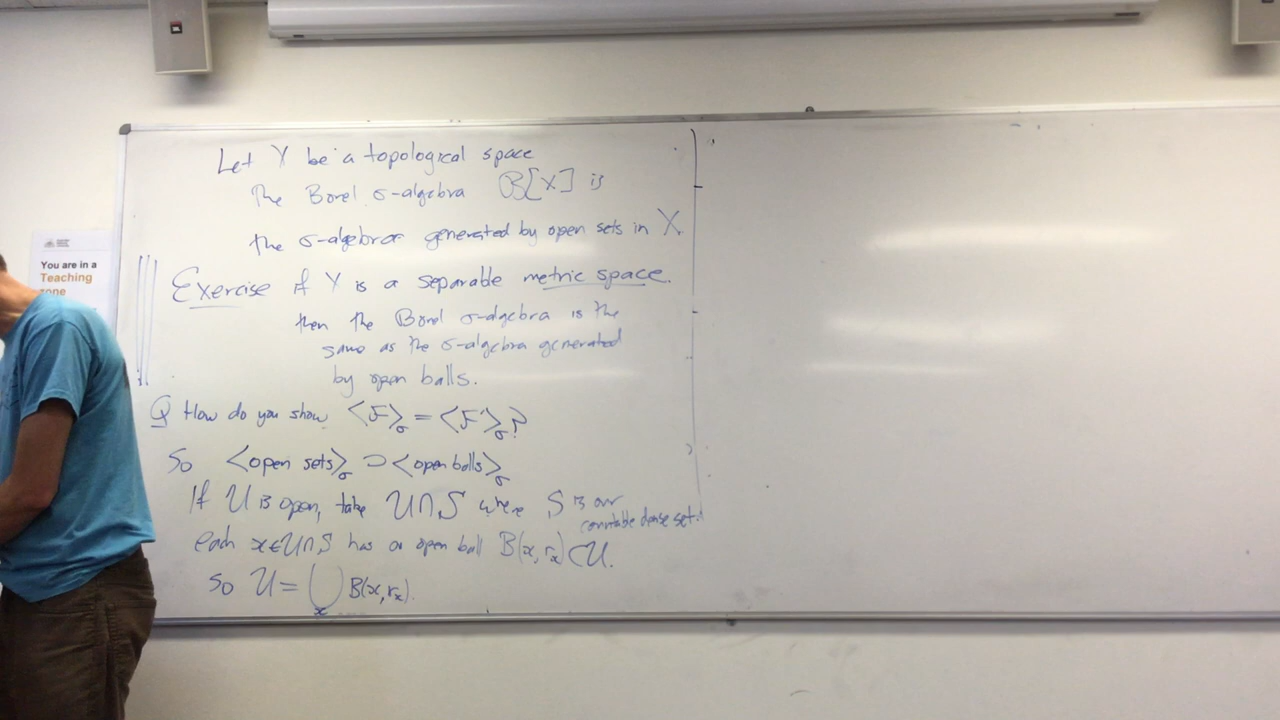 You are in a
Teaching
zone
Let Y be a topological space
the Borel σ-algebra B[X] is
the σ-algebra generated by open sets in X
Exercise if Y is a separable metric space.
then the Borel σ-algebra is the
same as the σ-algebra generated
by open balls.
Q How do you show <F>σ = <F'>σ?
So <open sets>σ ⊃ <open balls>σ
If U is open, take U∩S where S is our
countable dense set.
each x∈U∩S has an open ball B(x,rₓ)⊂U.
So U = ⋃ B(x,rₓ).
x